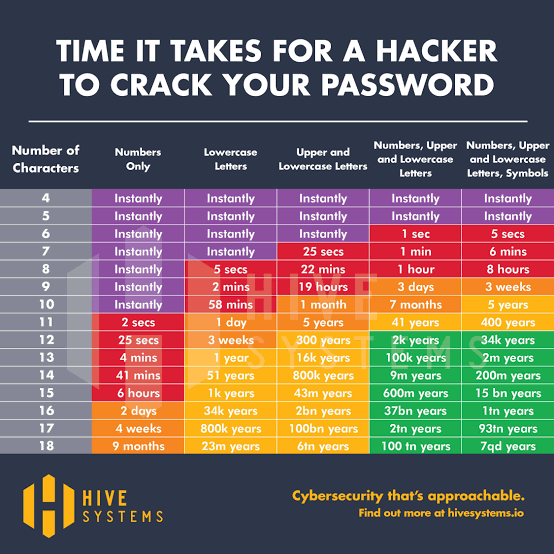 TIME IT TAKES FOR A HACKER
TO CRACK YOUR PASSWORD
Number of Characters | Numbers Only | Lowercase Letters | Upper and Lowercase Letters | Numbers, Upper and Lowercase Letters | Numbers, Upper and Lowercase Letters, Symbols
4 | Instantly | Instantly | Instantly | Instantly | Instantly
5 | Instantly | Instantly | Instantly | Instantly | Instantly
6 | Instantly | Instantly | Instantly | 1 sec | 5 secs
7 | Instantly | Instantly | 25 secs | 1 min | 6 mins
8 | Instantly | 5 secs | 22 mins | 1 hour | 8 hours
9 | Instantly | 2 mins | 19 hours | 3 days | 3 weeks
10 | Instantly | 58 mins | 1 month | 7 months | 5 years
11 | 2 secs | 1 day | 5 years | 41 years | 400 years
12 | 25 secs | 3 weeks | 300 years | 2k years | 34k years
13 | 4 mins | 1 year | 16k years | 100k years | 2m years
14 | 41 mins | 51 years | 800k years | 9m years | 200m years
15 | 6 hours | 1k years | 43m years | 600m years | 15 bn years
16 | 2 days | 34k years | 2bn years | 37bn years | 1tn years
17 | 4 weeks | 800k years | 100bn years | 2tn years | 93tn years
18 | 9 months | 23m years | 6tn years | 100 tn years | 7qd years
HIVE
SYSTEMS
HIVE
SYSTEMS
Cybersecurity that's approachable.
Find out more at hivesystems.io